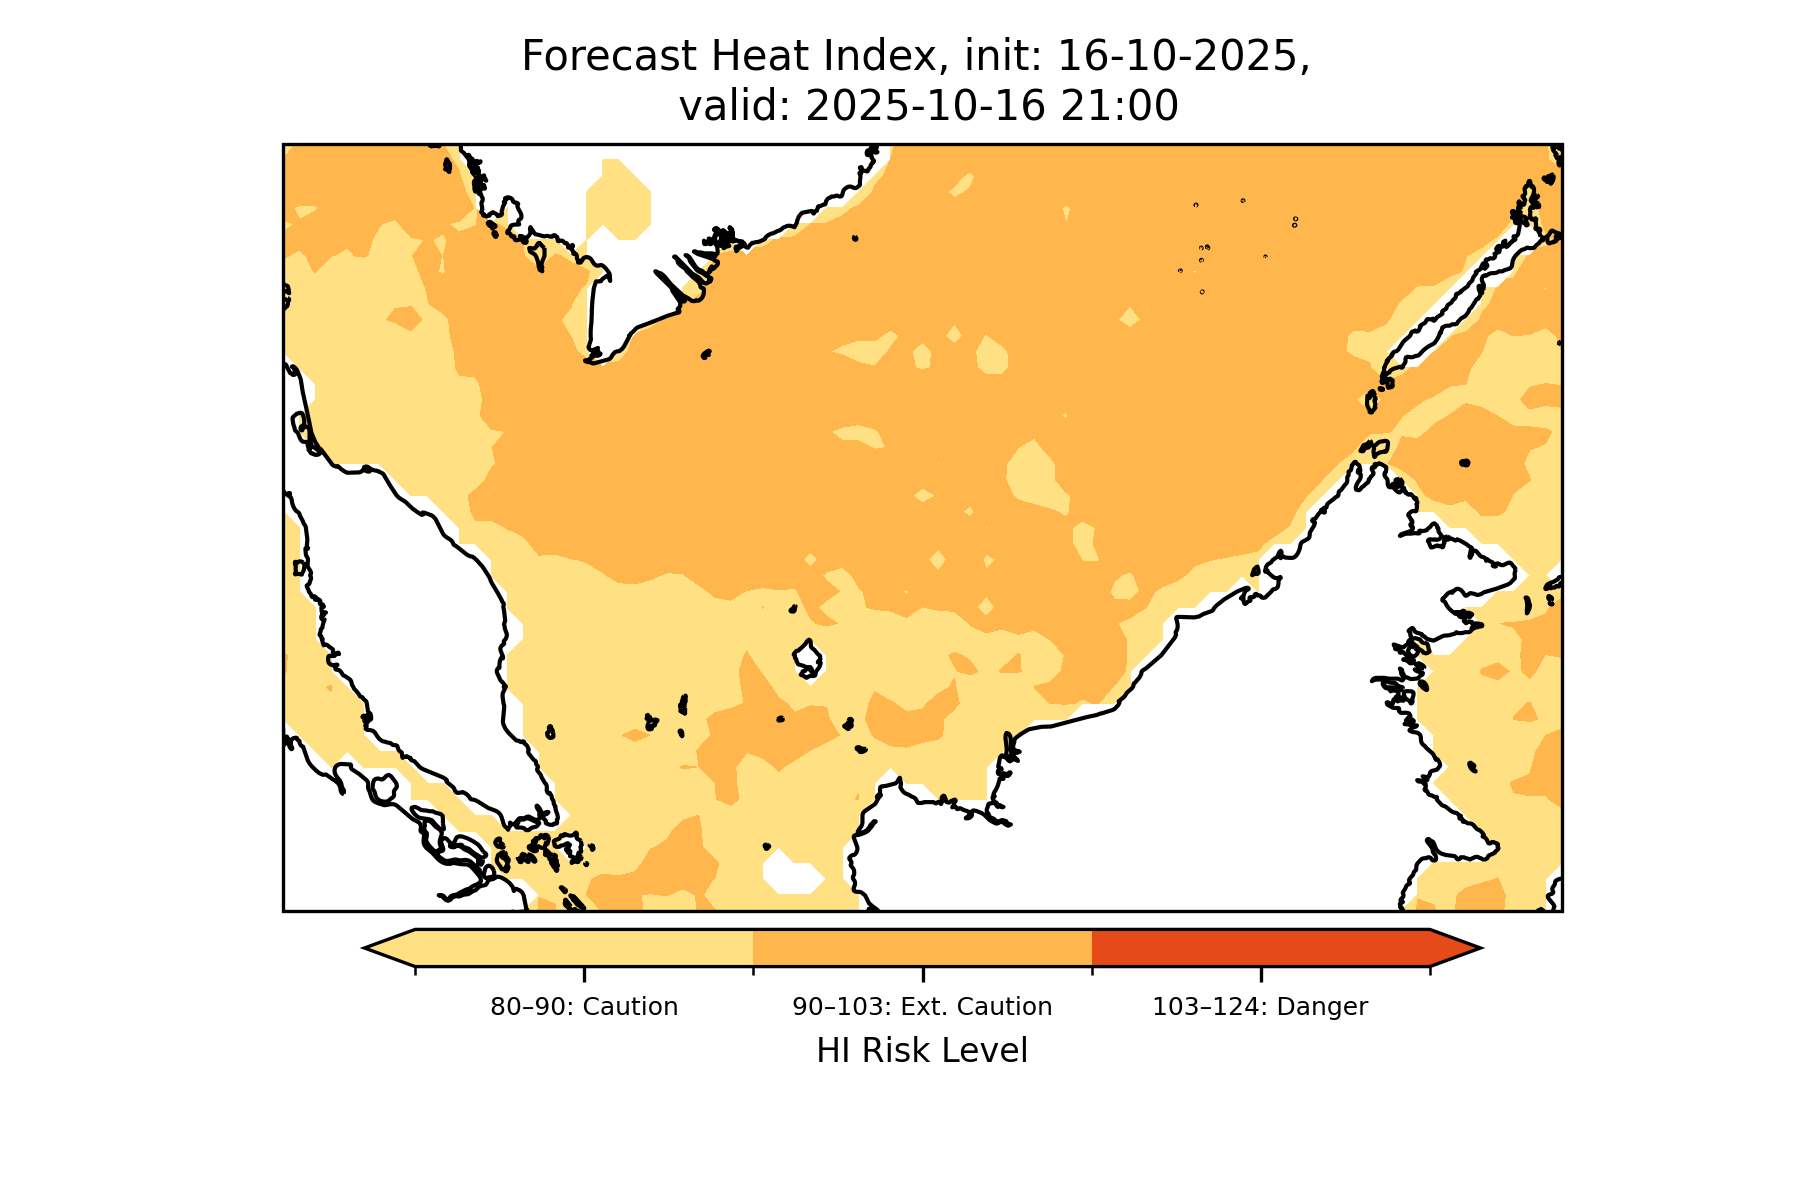 Forecast Heat Index, init: 16-10-2025,
valid: 2025-10-16 21:00
80–90: Caution
90–103: Ext. Caution
103–124: Danger
HI Risk Level